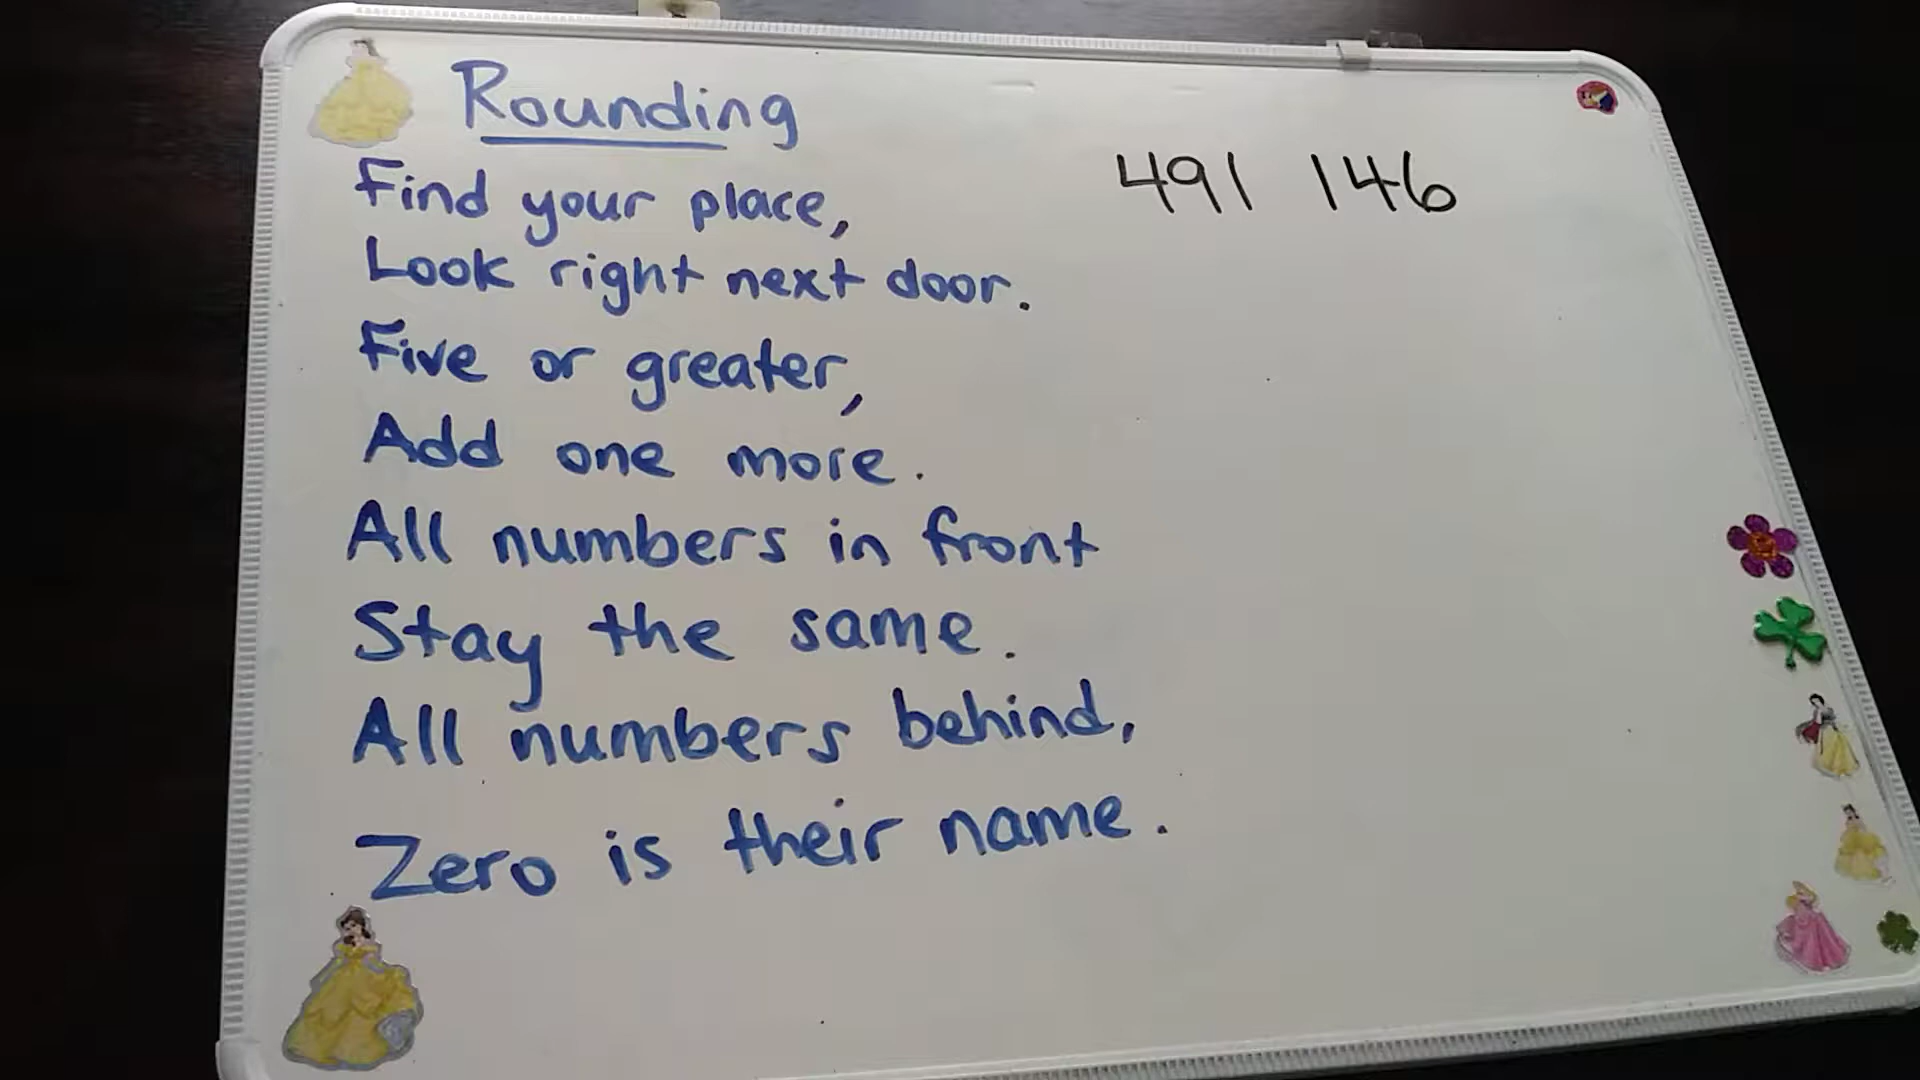 Rounding
Find your place,
491 146
Look right next door.
Five or greater,
Add one more.
All numbers in front
Stay the same.
All numbers behind,
Zero is their name.